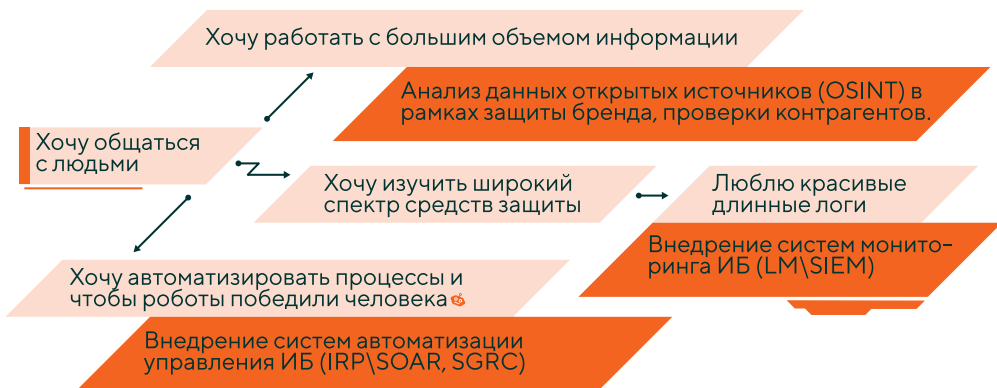 Хочу работать с большим объемом информации
Анализ данных открытых источников (OSINT) в
рамках защиты бренда, проверки контрагентов.
Хочу общаться
с людьми
Хочу изучить широкий
спектр средств защиты
Люблю красивые
длинные логи
Внедрение систем монито-
ринга ИБ (LM\SIEM)
Хочу автоматизировать процессы и
чтобы роботы победили человека
Внедрение систем автоматизации
управления ИБ (IRP\SOAR, SGRC)